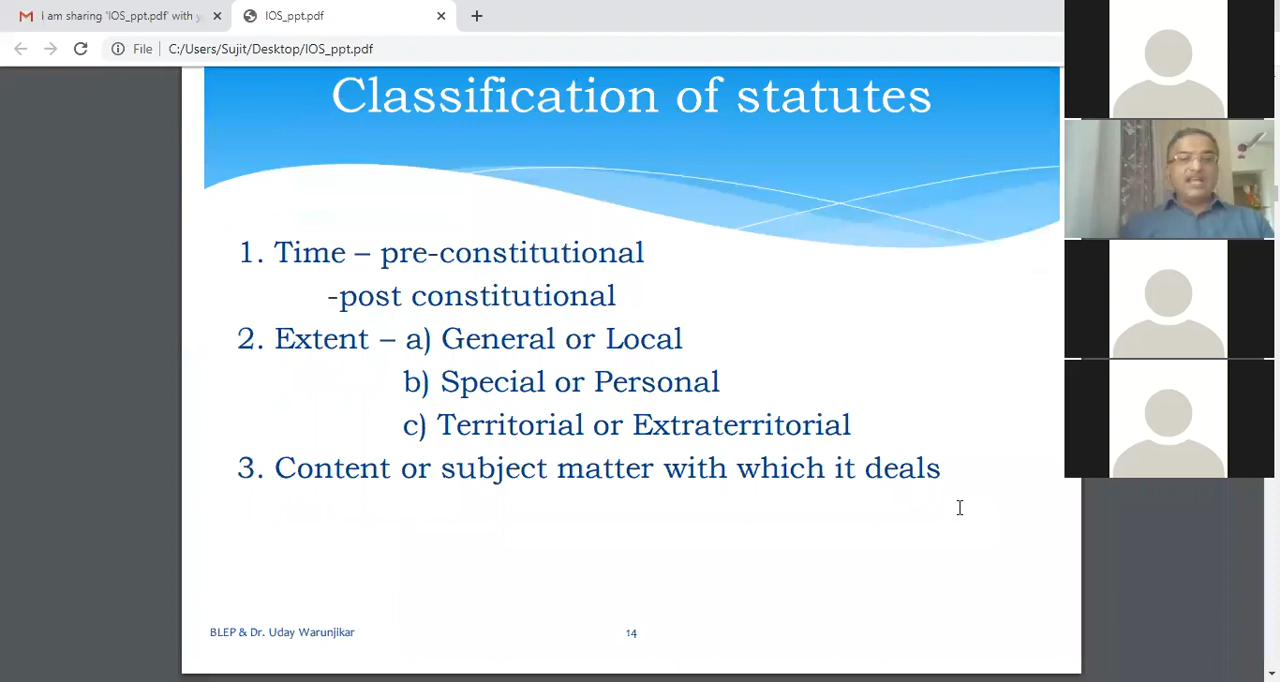 I am sharing 'IOS_ppt.pdf' with
IOS_ppt.pdf
File
C:/Users/Sujit/Desktop/IOS_ppt.pdf
Classification of statutes
1. Time – pre-constitutional
-post constitutional
2. Extent – a) General or Local
b) Special or Personal
c) Territorial or Extraterritorial
3. Content or subject matter with which it deals
BLEP & Dr. Uday Warunjikar
14